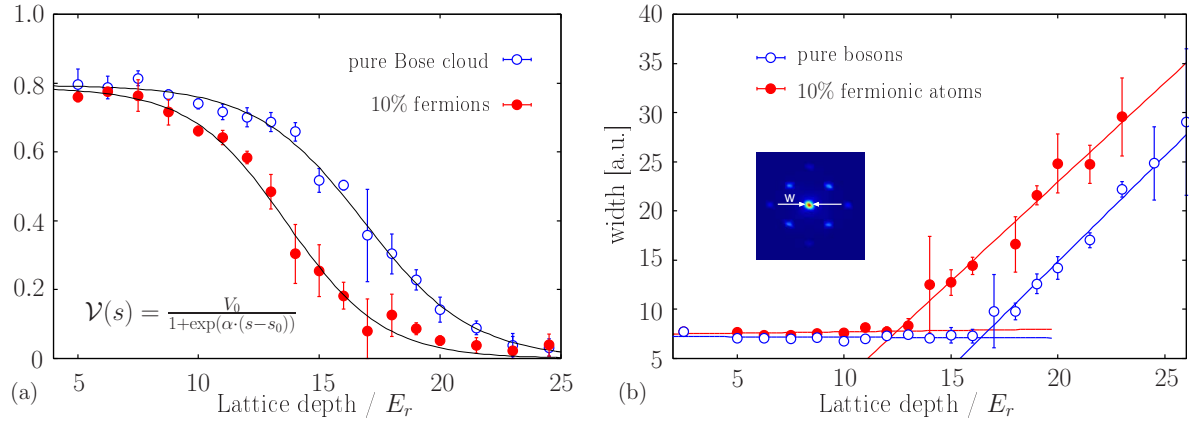 1.0
0.8
0.6
0.4
0.2
0
pure Bose cloud
10% fermions
𝒱(s) = V₀ / 1+exp(α·(s−s₀))
5 10 15 20 25
(a)
Lattice depth / Eᵣ
40
35
30
25
20
15
10
5
width [a.u.]
pure bosons
10% fermionic atoms
w
5 10 15 20 25
(b)
Lattice depth / Eᵣ